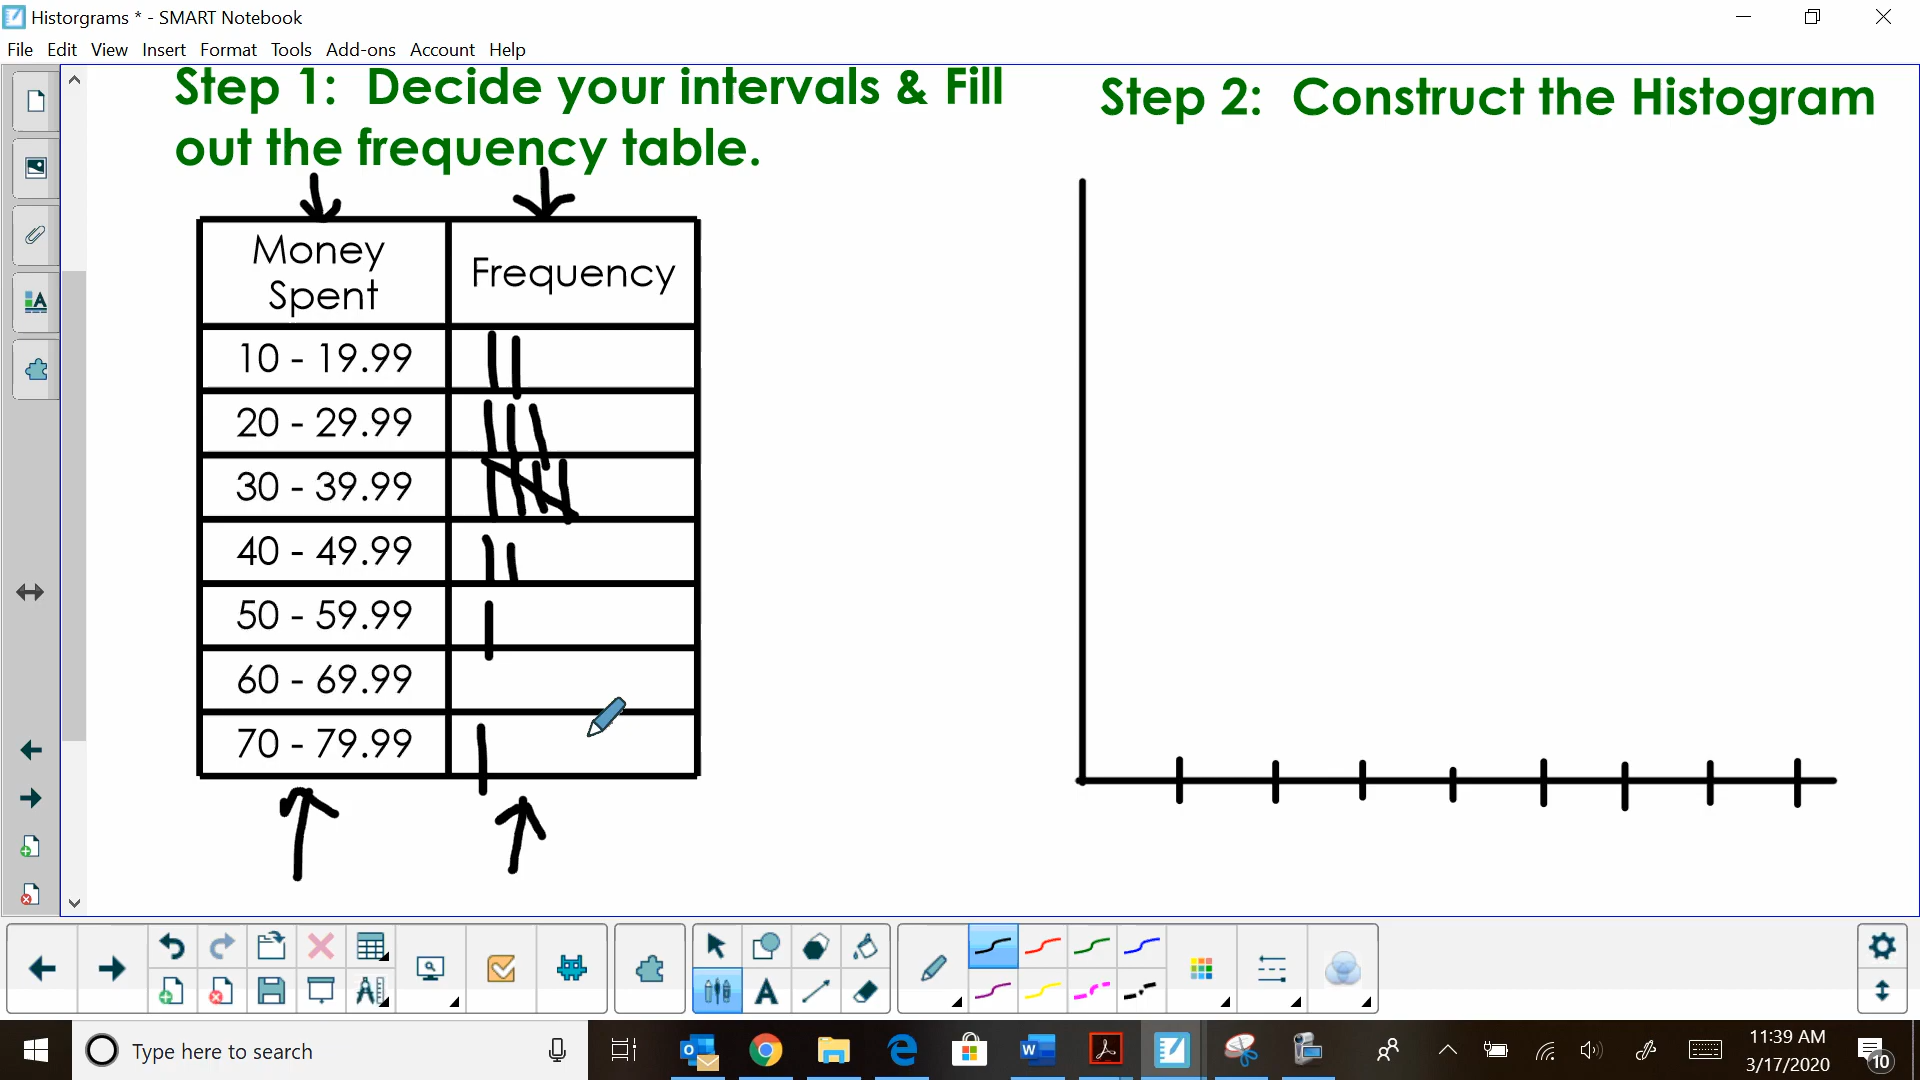 Historgrams * - SMART Notebook
File Edit View Insert Format Tools Add-ons Account Help
Step 1: Decide your intervals & Fill
out the frequency table.
Step 2: Construct the Histogram
Money
Spent
Frequency
10 - 19.99
20 - 29.99
30 - 39.99
40 - 49.99
50 - 59.99
60 - 69.99
70 - 79.99
Type here to search
11:39 AM
3/17/2020
10